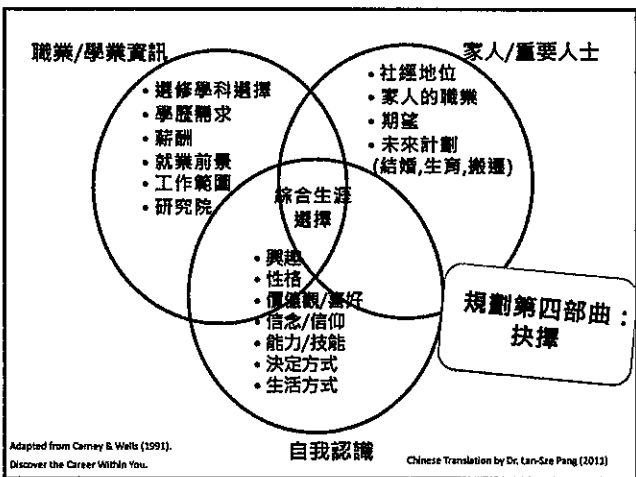 職業/學業資訊
• 選修學科選擇
• 學歷需求
• 薪酬
• 就業前景
• 工作範圍
• 研究院
家人/重要人士
• 社經地位
• 家人的職業
• 期望
• 未來計劃
(結婚,生育,搬遷)
綜合生涯
選擇
• 興趣
• 性格
• 價值觀/喜好
• 信念/信仰
• 能力/技能
• 決定方式
• 生活方式
自我認識
規劃第四部曲：
抉擇
Adapted from Carney & Wells (1991).
Discover the Career Within You.
Chinese Translation by Dr. Lan-Sze Pang (2011)